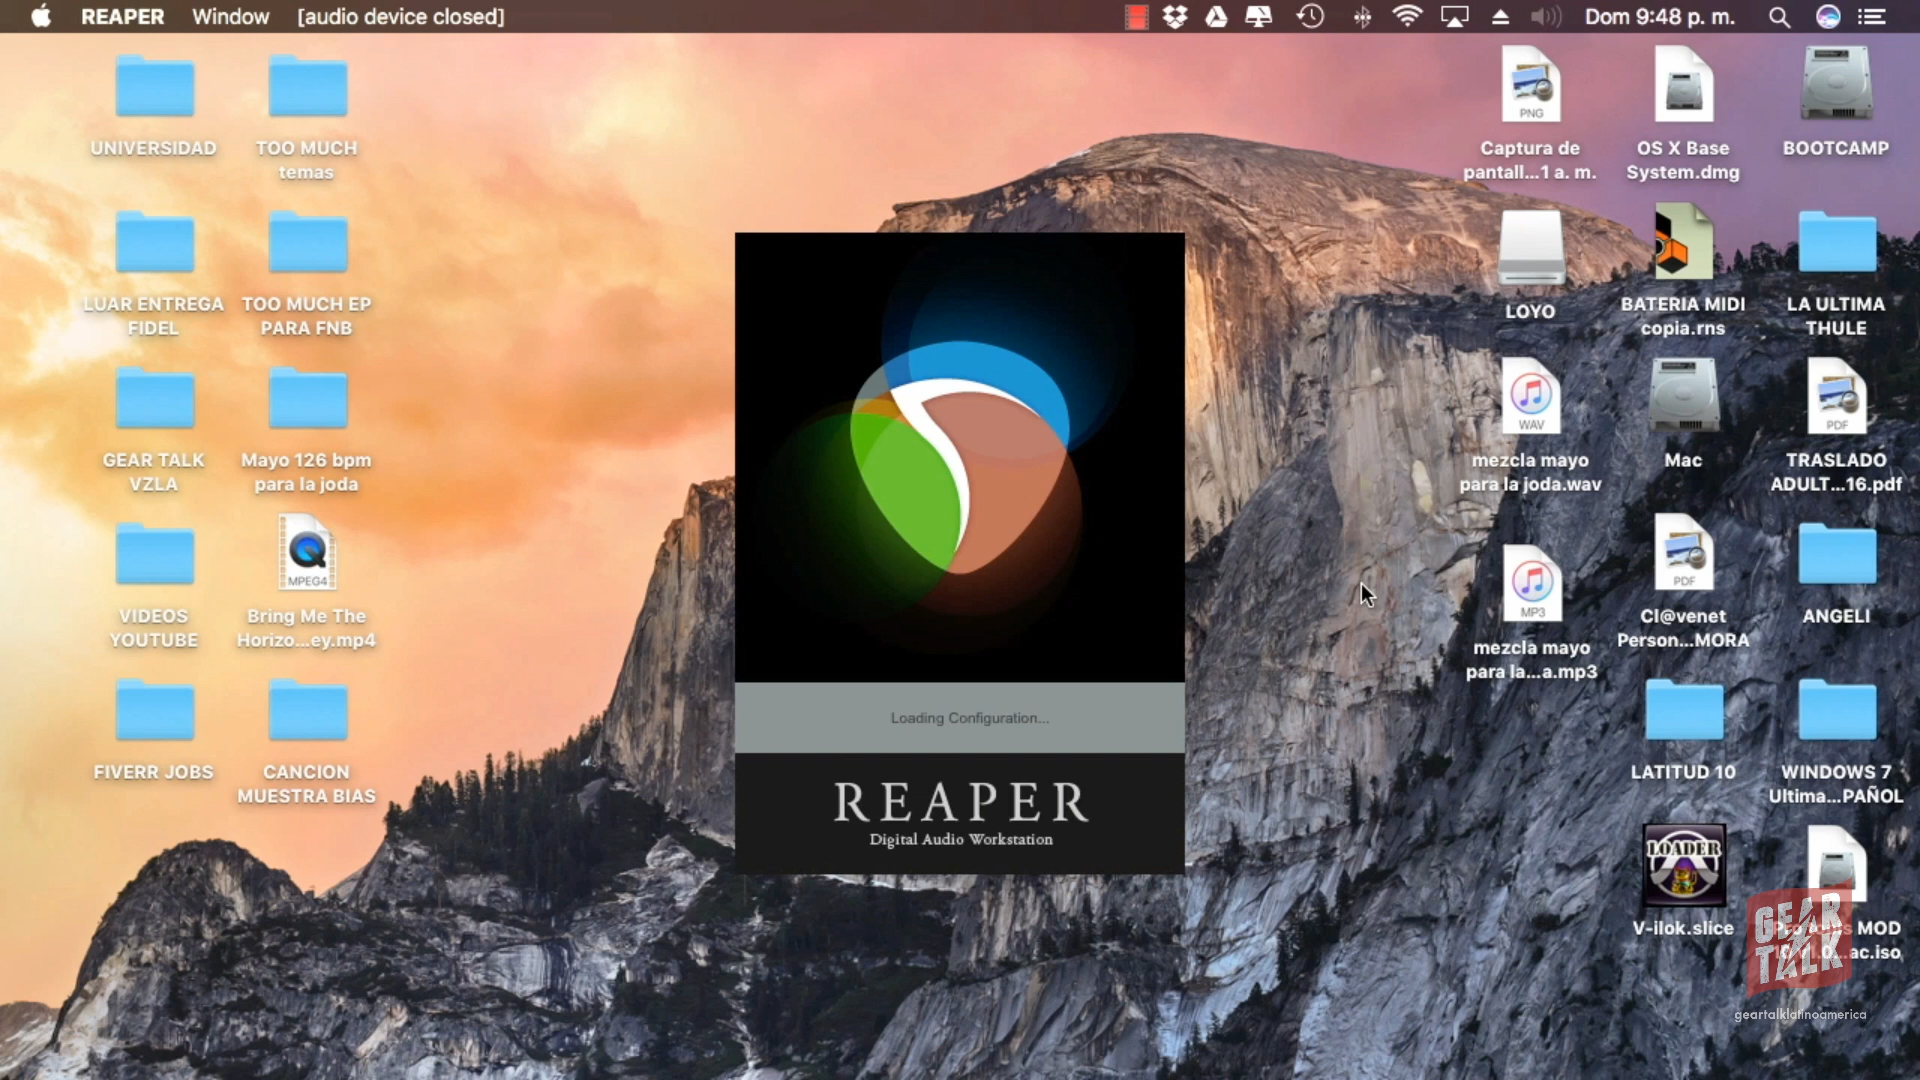 REAPER Window [audio device closed] Dom 9:48 p. m.
UNIVERSIDAD
TOO MUCH
temas
LUAR ENTREGA
FIDEL
TOO MUCH EP
PARA FNB
GEAR TALK
VZLA
Mayo 126 bpm
para la joda
VIDEOS
YOUTUBE
MPEG4
Bring Me The
Horizo...ey.mp4
FIVERR JOBS
CANCION
MUESTRA BIAS
Loading Configuration...
REAPER
Digital Audio Workstation
PNG
Captura de
pantall...1 a. m.
OS X Base
System.dmg
BOOTCAMP
LOYO
BATERIA MIDI
copia.rns
LA ULTIMA
THULE
WAV
mezcla mayo
para la joda.wav
Mac
PDF
TRASLADO
ADULT...16.pdf
MP3
mezcla mayo
para la...a.mp3
PDF
Cl@venet
Person...MORA
ANGELI
LATITUD 10
WINDOWS 7
Ultima...PAÑOL
LOADER
V-ilok.slice
MOD
ac.iso
GEAR
TALK
geartalklatinoamerica